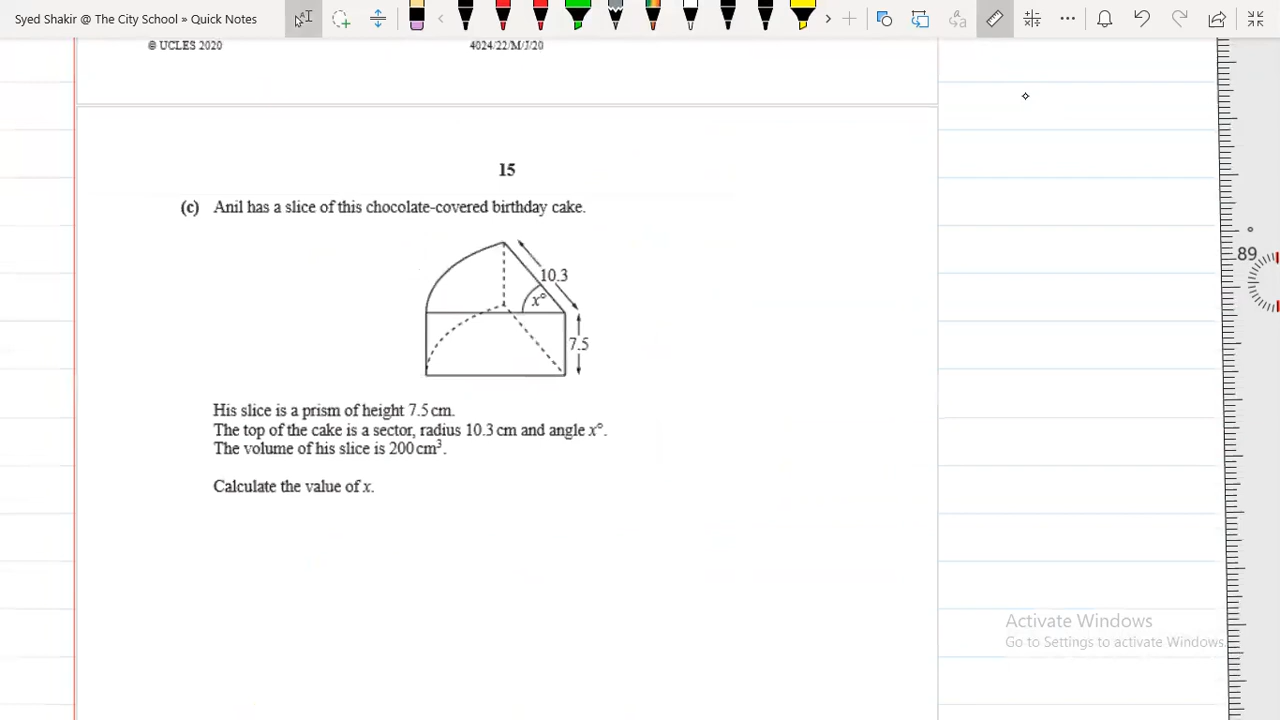 Syed Shakir @ The City School » Quick Notes
© UCLES 2020
4024/22/M/J/20
15
(c) Anil has a slice of this chocolate-covered birthday cake.
10.3
x°
7.5
His slice is a prism of height 7.5 cm.
The top of the cake is a sector, radius 10.3 cm and angle x°.
The volume of his slice is 200 cm³.
Calculate the value of x.
°
89
Activate Windows
Go to Settings to activate Windows.